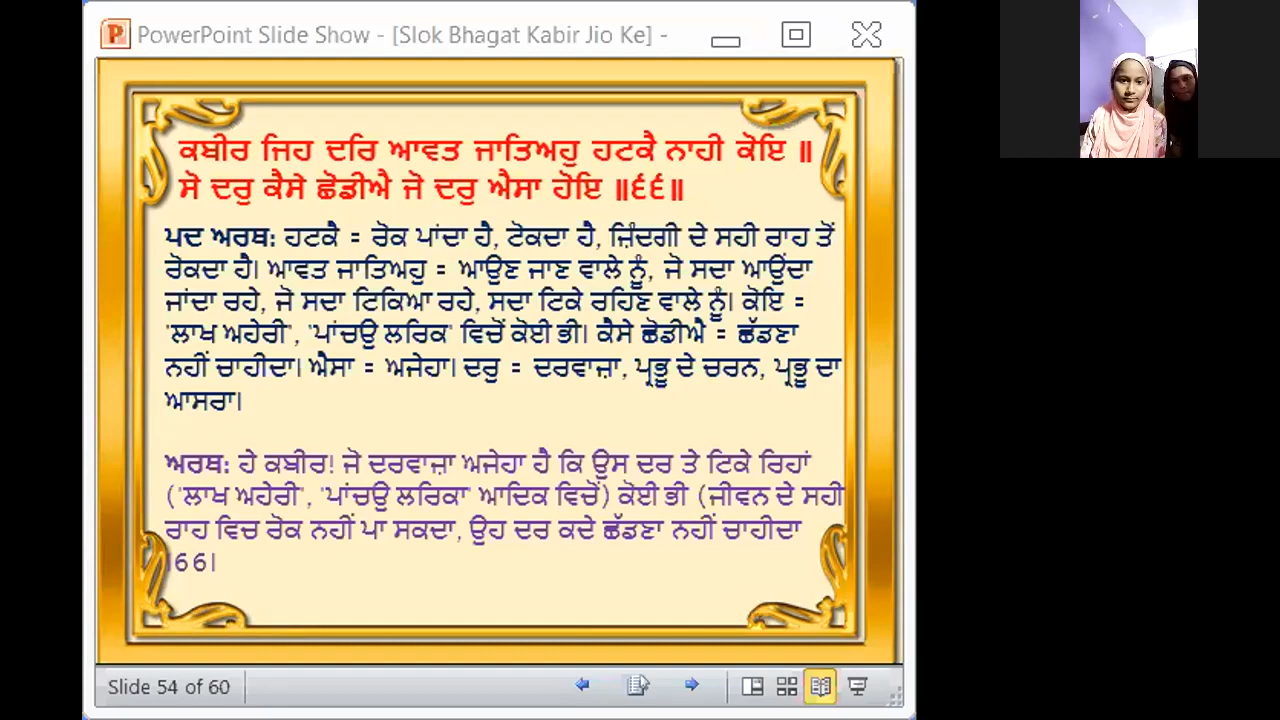 PowerPoint Slide Show - [Slok Bhagat Kabir Jio Ke] -
ਕਬੀਰ ਜਿਹ ਦਰਿ ਆਵਤ ਜਾਤਿਅਹੁ ਹਟਕੈ ਨਾਹੀ ਕੋਇ ॥
ਸੋ ਦਰੁ ਕੈਸੇ ਛੋਡੀਐ ਜੋ ਦਰੁ ਐਸਾ ਹੋਇ ॥੬੬॥
ਪਦ ਅਰਥ: ਹਟਕੈ = ਰੋਕ ਪਾਂਦਾ ਹੈ, ਟੋਕਦਾ ਹੈ, ਜ਼ਿੰਦਗੀ ਦੇ ਸਹੀ ਰਾਹ ਤੋਂ
ਰੋਕਦਾ ਹੈ। ਆਵਤ ਜਾਤਿਅਹੁ = ਆਉਣ ਜਾਣ ਵਾਲੇ ਨੂੰ, ਜੋ ਸਦਾ ਆਉਂਦਾ
ਜਾਂਦਾ ਰਹੇ, ਜੋ ਸਦਾ ਟਿਕਿਆ ਰਹੇ, ਸਦਾ ਟਿਕੇ ਰਹਿਣ ਵਾਲੇ ਨੂੰ। ਕੋਇ =
'ਲਾਖ ਅਹੇਰੀ', 'ਪਾਂਚਉ ਲਰਿਕ' ਵਿਚੋਂ ਕੋਈ ਭੀ। ਕੈਸੇ ਛੋਡੀਐ = ਛੱਡਣਾ
ਨਹੀਂ ਚਾਹੀਦਾ। ਐਸਾ = ਅਜੇਹਾ। ਦਰੁ = ਦਰਵਾਜ਼ਾ, ਪ੍ਰਭੂ ਦੇ ਚਰਨ, ਪ੍ਰਭੂ ਦਾ
ਆਸਰਾ।
ਅਰਥ: ਹੇ ਕਬੀਰ! ਜੋ ਦਰਵਾਜ਼ਾ ਅਜੇਹਾ ਹੈ ਕਿ ਉਸ ਦਰ ਤੇ ਟਿਕੇ ਰਿਹਾਂ
('ਲਾਖ ਅਹੇਰੀ', 'ਪਾਂਚਉ ਲਰਿਕਾ' ਆਦਿਕ ਵਿਚੋਂ) ਕੋਈ ਭੀ (ਜੀਵਨ ਦੇ ਸਹੀ
ਰਾਹ ਵਿਚ ਰੋਕ ਨਹੀਂ ਪਾ ਸਕਦਾ, ਉਹ ਦਰ ਕਦੇ ਛੱਡਣਾ ਨਹੀਂ ਚਾਹੀਦਾ
।66।
Slide 54 of 60